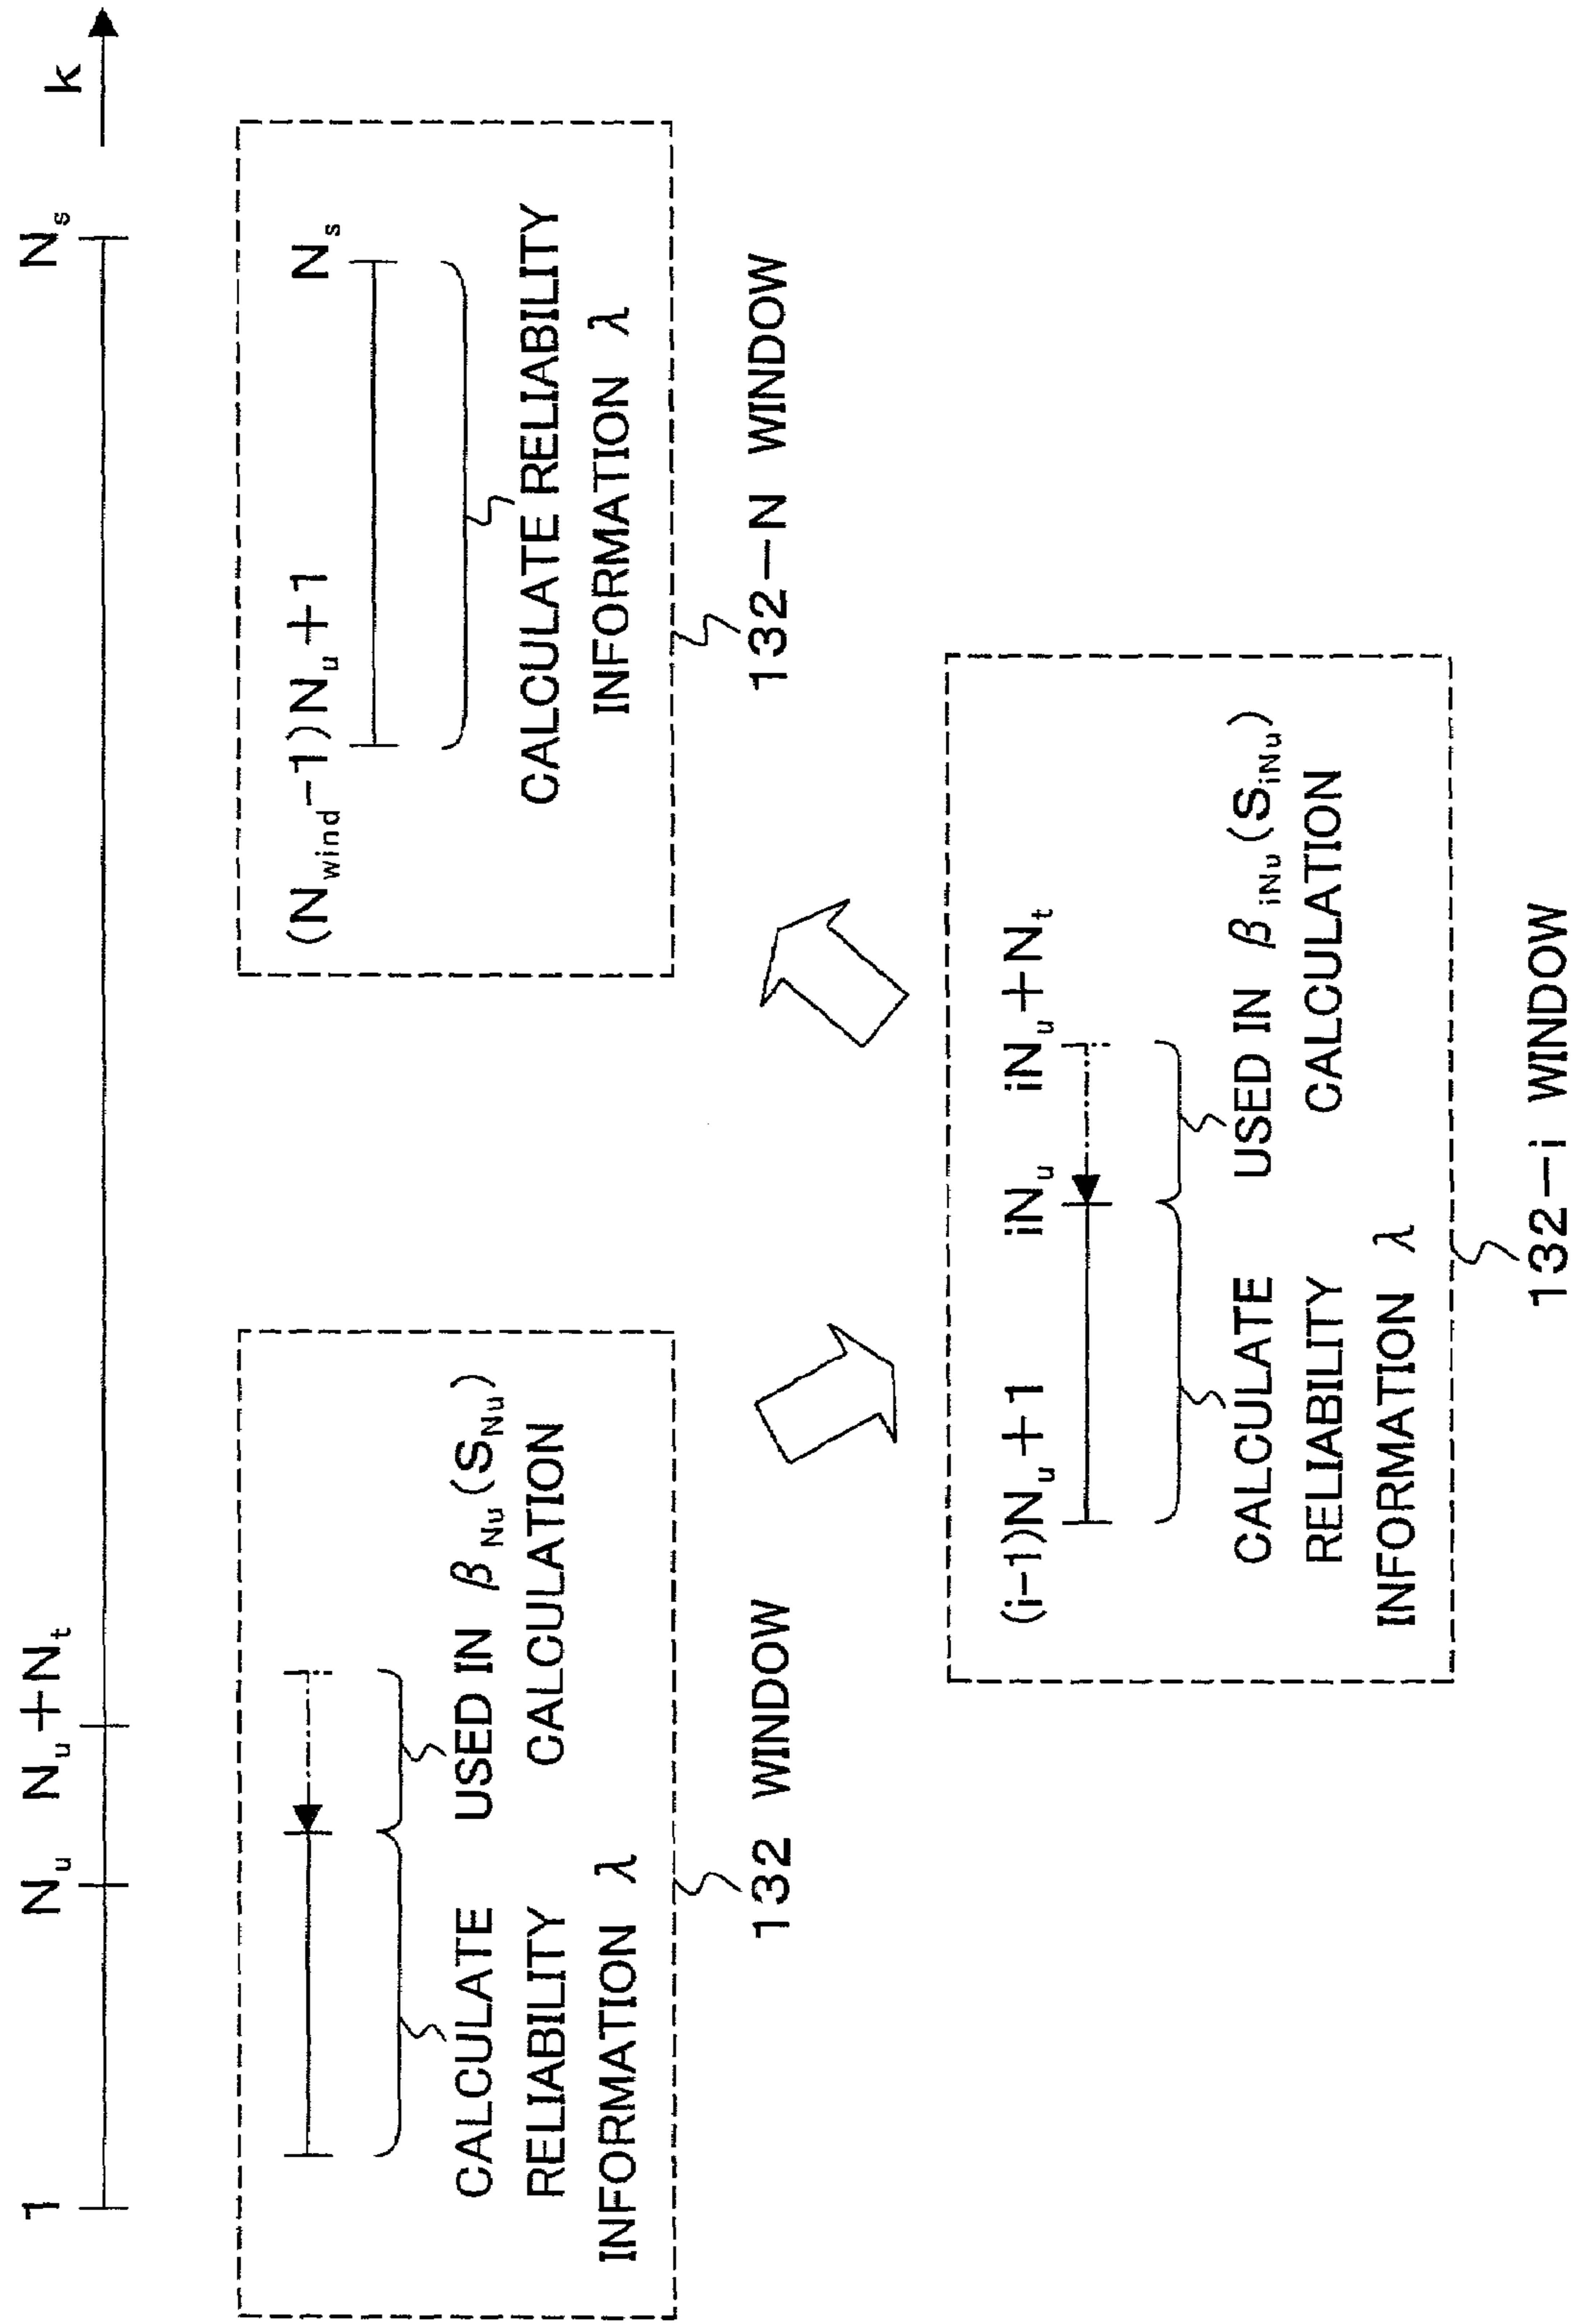 1 N_u N_u+N_t N_s k
CALCULATE
RELIABILITY
INFORMATION λ
USED IN β_Nu(S_Nu)
CALCULATION
132 WINDOW
(i−1)N_u+1 iN_u iN_u+N_t
CALCULATE
RELIABILITY
INFORMATION λ
USED IN β_iNu(S_iNu)
CALCULATION
132−i WINDOW
(N_wind−1)N_u+1 N_s
CALCULATE RELIABILITY
INFORMATION λ
132−N WINDOW